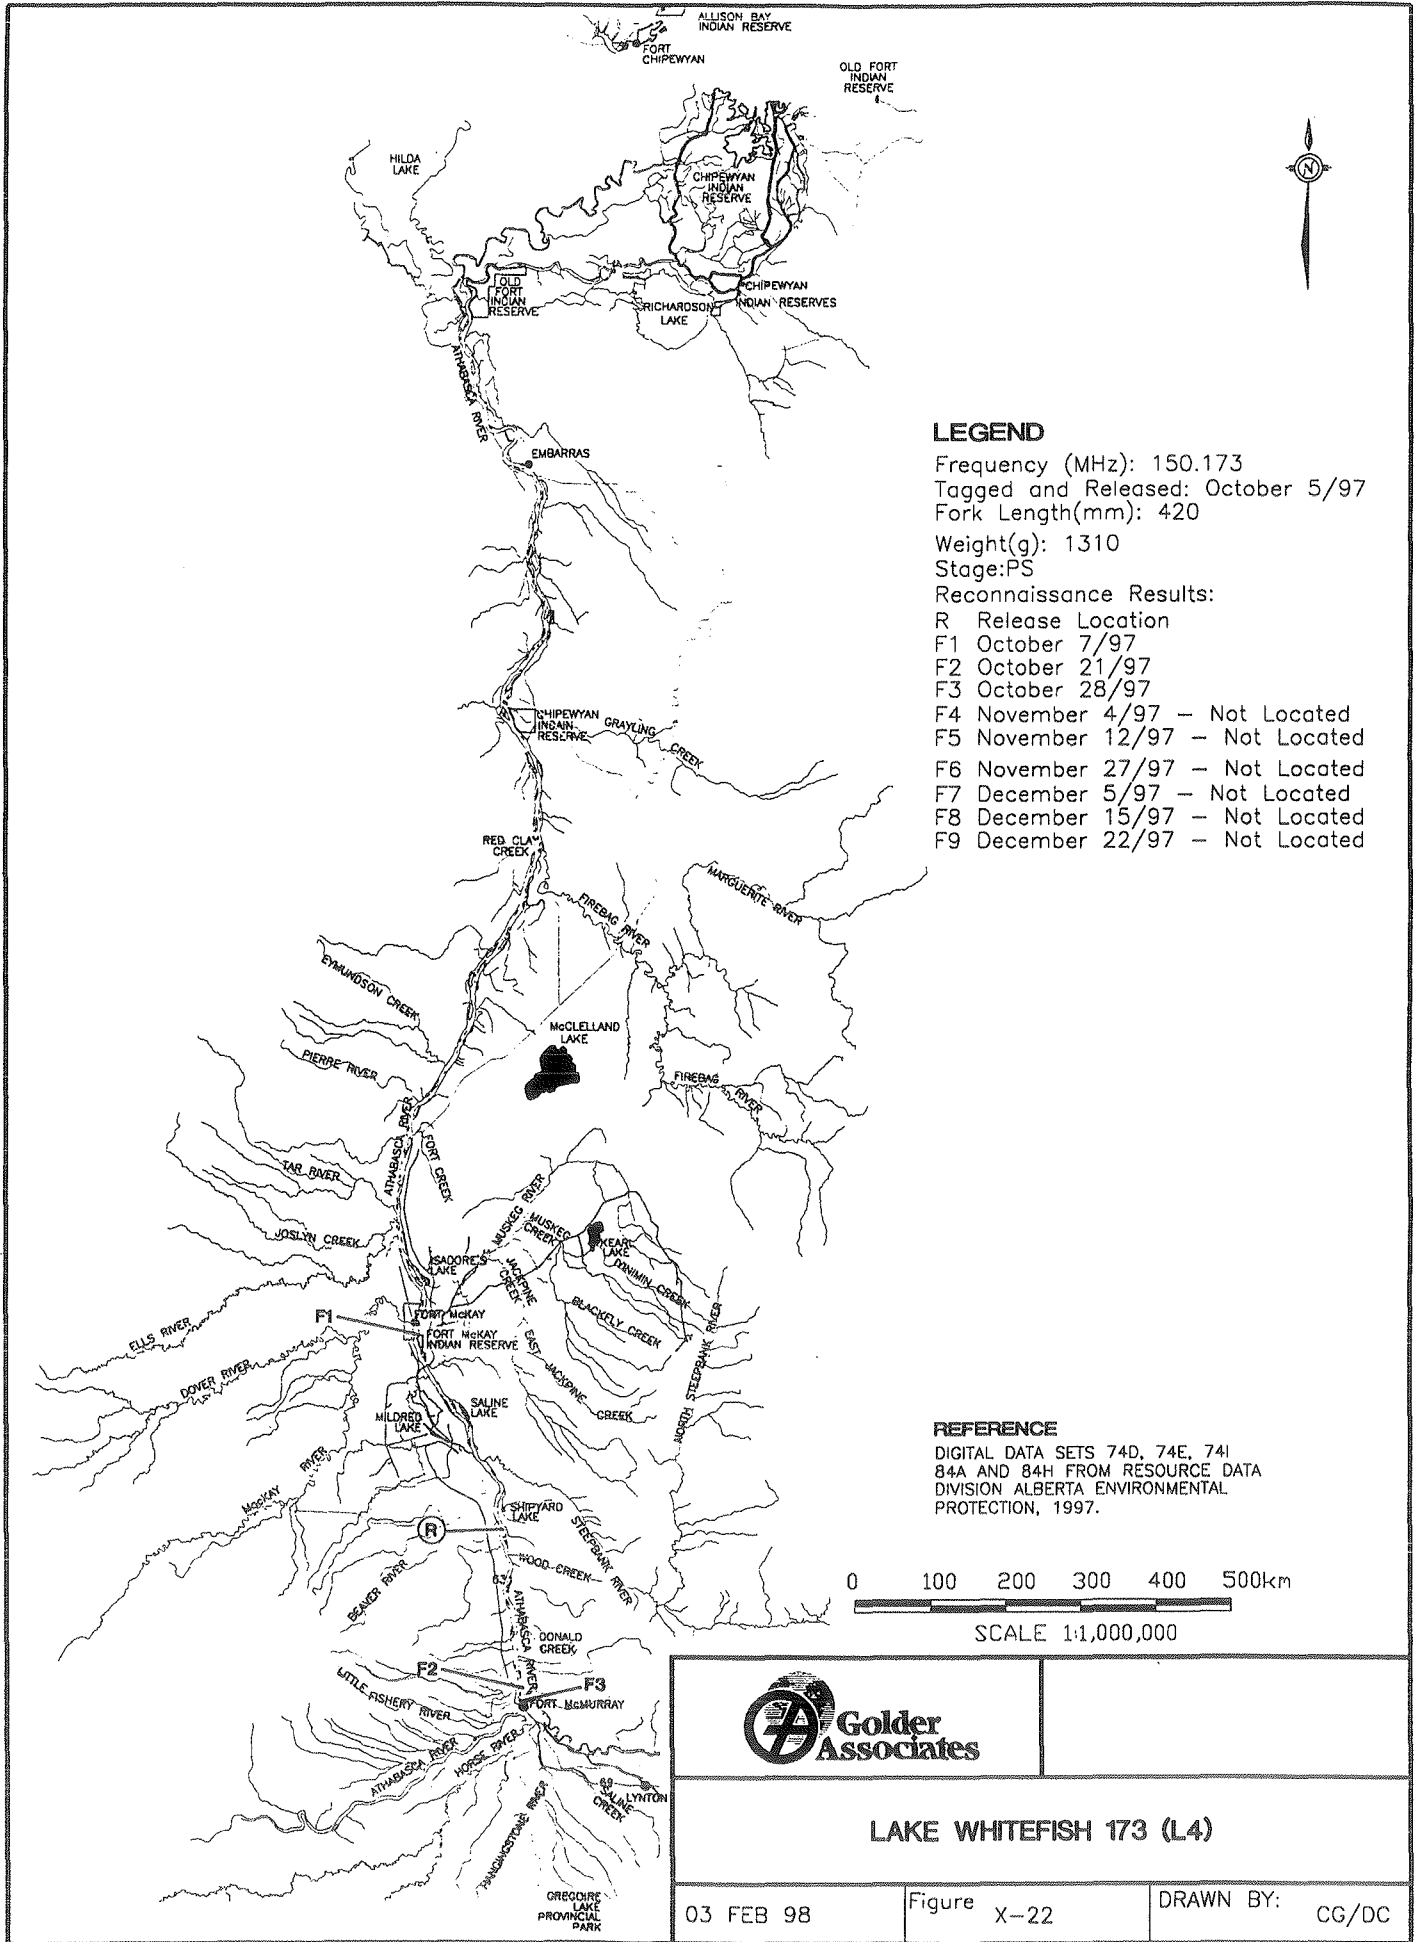 ALLISON BAY
INDIAN RESERVE
FORT
CHIPEWYAN
OLD FORT
INDIAN
RESERVE
HILDA
LAKE
CHIPEWYAN
INDIAN
RESERVE
OLD
FORT
INDIAN
RESERVE
RICHARDSON
LAKE
CHIPEWYAN
INDIAN RESERVES
ATHABASCA RIVER
EMBARRAS
LEGEND
Frequency (MHz): 150.173
Tagged and Released: October 5/97
Fork Length(mm): 420
Weight(g): 1310
Stage:PS
Reconnaissance Results:
R Release Location
F1 October 7/97
F2 October 21/97
F3 October 28/97
F4 November 4/97 – Not Located
F5 November 12/97 – Not Located
F6 November 27/97 – Not Located
F7 December 5/97 – Not Located
F8 December 15/97 – Not Located
F9 December 22/97 – Not Located
N
CHIPEWYAN
INDAIN
RESERVE
GRAYLING
CREEK
RED CLA
CREEK
MARGUERITE RIVER
FIREBAG RIVER
EYMUNDSON CREEK
McCLELLAND
LAKE
PIERRE RIVER
FIREBAG RIVER
ATHABASCA RIVER
FORT CREEK
TAR RIVER
JOSLYN CREEK
MUSKEG RIVER
MUSKEG
CREEK
KEARL
LAKE
ISADORE'S
LAKE
JACKPINE
CREEK
IYINIMIN CREEK
BLACKFLY CREEK
F1
FORT McKAY
FORT McKAY
INDIAN RESERVE
ELLS RIVER
DOVER RIVER
EAST JACKPINE CREEK
NORTH STEEPBANK RIVER
SALINE
LAKE
MILDRED
LAKE
McKAY RIVER
SHIPYARD
LAKE
R
STEEPBANK RIVER
WOOD CREEK
BEAVER RIVER
63
ATHABASCA RIVER
DONALD
CREEK
F2
F3
LITTLE FISHERY RIVER
FORT McMURRAY
ATHABASCA RIVER
HORSE RIVER
HANGINGSTONE RIVER
69
SALINE
CREEK
LYNTON
GREGOIRE
LAKE
PROVINCIAL
PARK
REFERENCE
DIGITAL DATA SETS 74D, 74E, 74I
84A AND 84H FROM RESOURCE DATA
DIVISION ALBERTA ENVIRONMENTAL
PROTECTION, 1997.
0 100 200 300 400 500km
SCALE 1:1,000,000
Golder
Associates
LAKE WHITEFISH 173 (L4)
03 FEB 98
Figure X-22
DRAWN BY: CG/DC